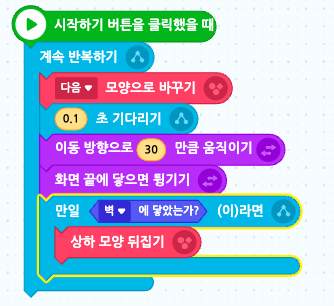 시작하기 버튼을 클릭했을 때
계속 반복하기
다음 모양으로 바꾸기
0.1 초 기다리기
이동 방향으로 30 만큼 움직이기
화면 끝에 닿으면 튕기기
만일 벽 에 닿았는가? (이)라면
상하 모양 뒤집기